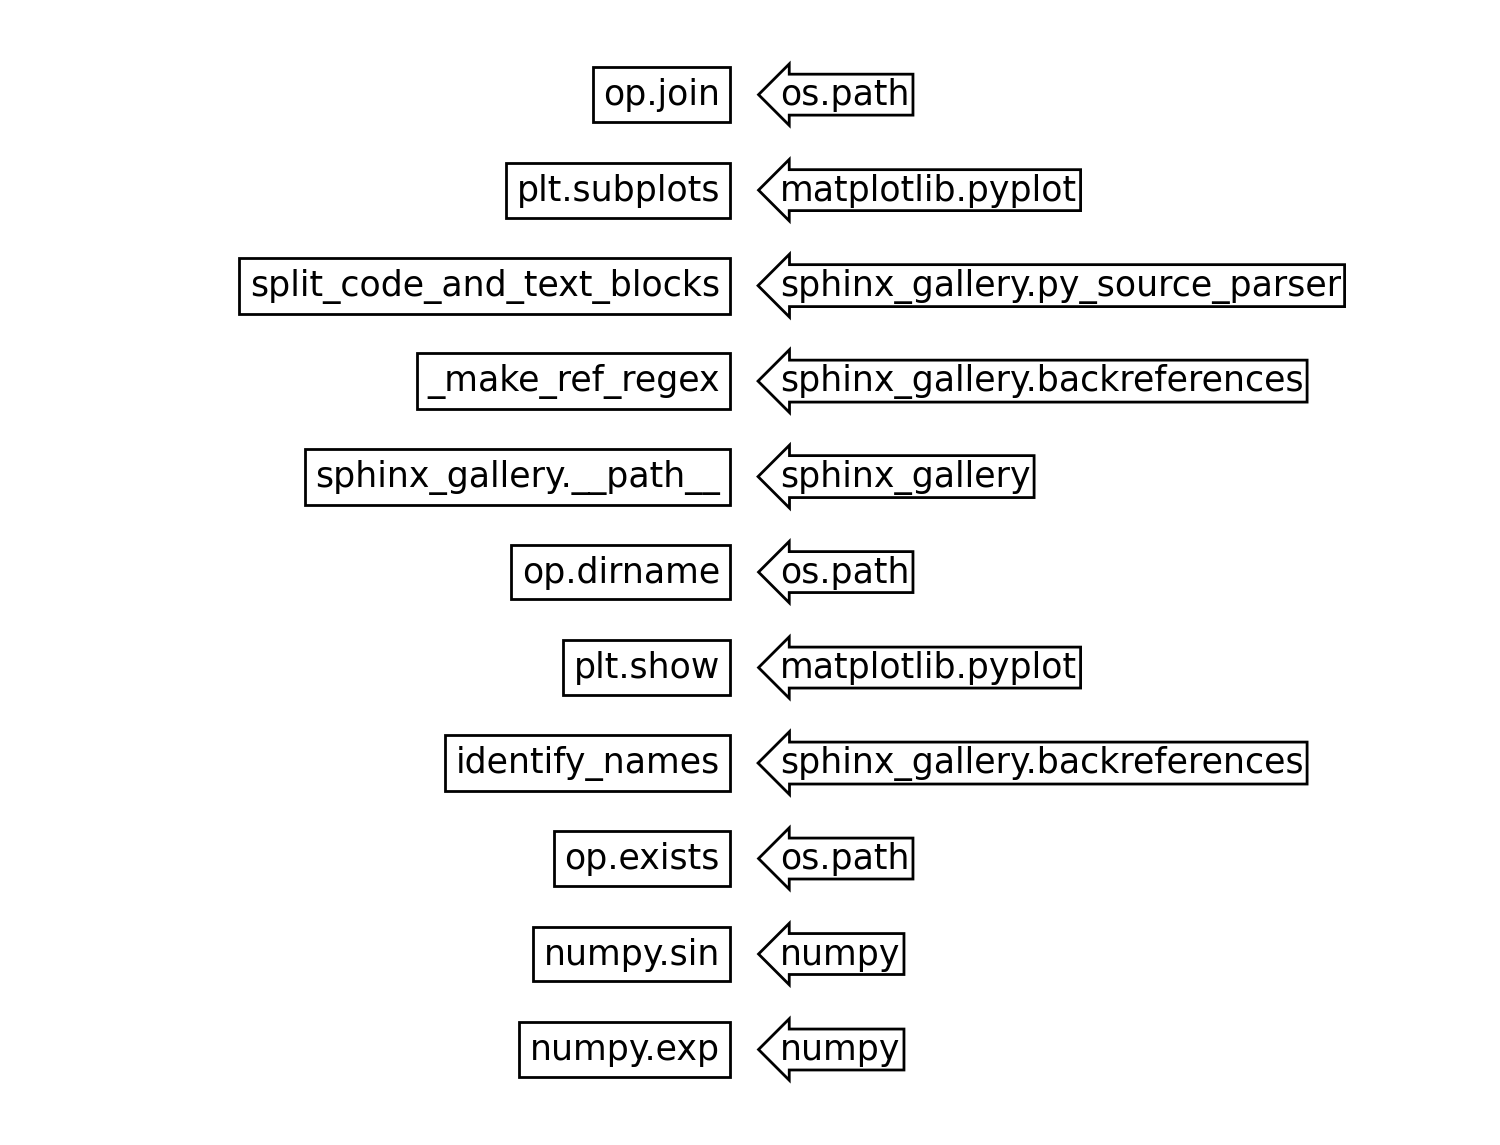 op.join os.path
plt.subplots matplotlib.pyplot
split_code_and_text_blocks sphinx_gallery.py_source_parser
_make_ref_regex sphinx_gallery.backreferences
sphinx_gallery.__path__ sphinx_gallery
op.dirname os.path
plt.show matplotlib.pyplot
identify_names sphinx_gallery.backreferences
op.exists os.path
numpy.sin numpy
numpy.exp numpy